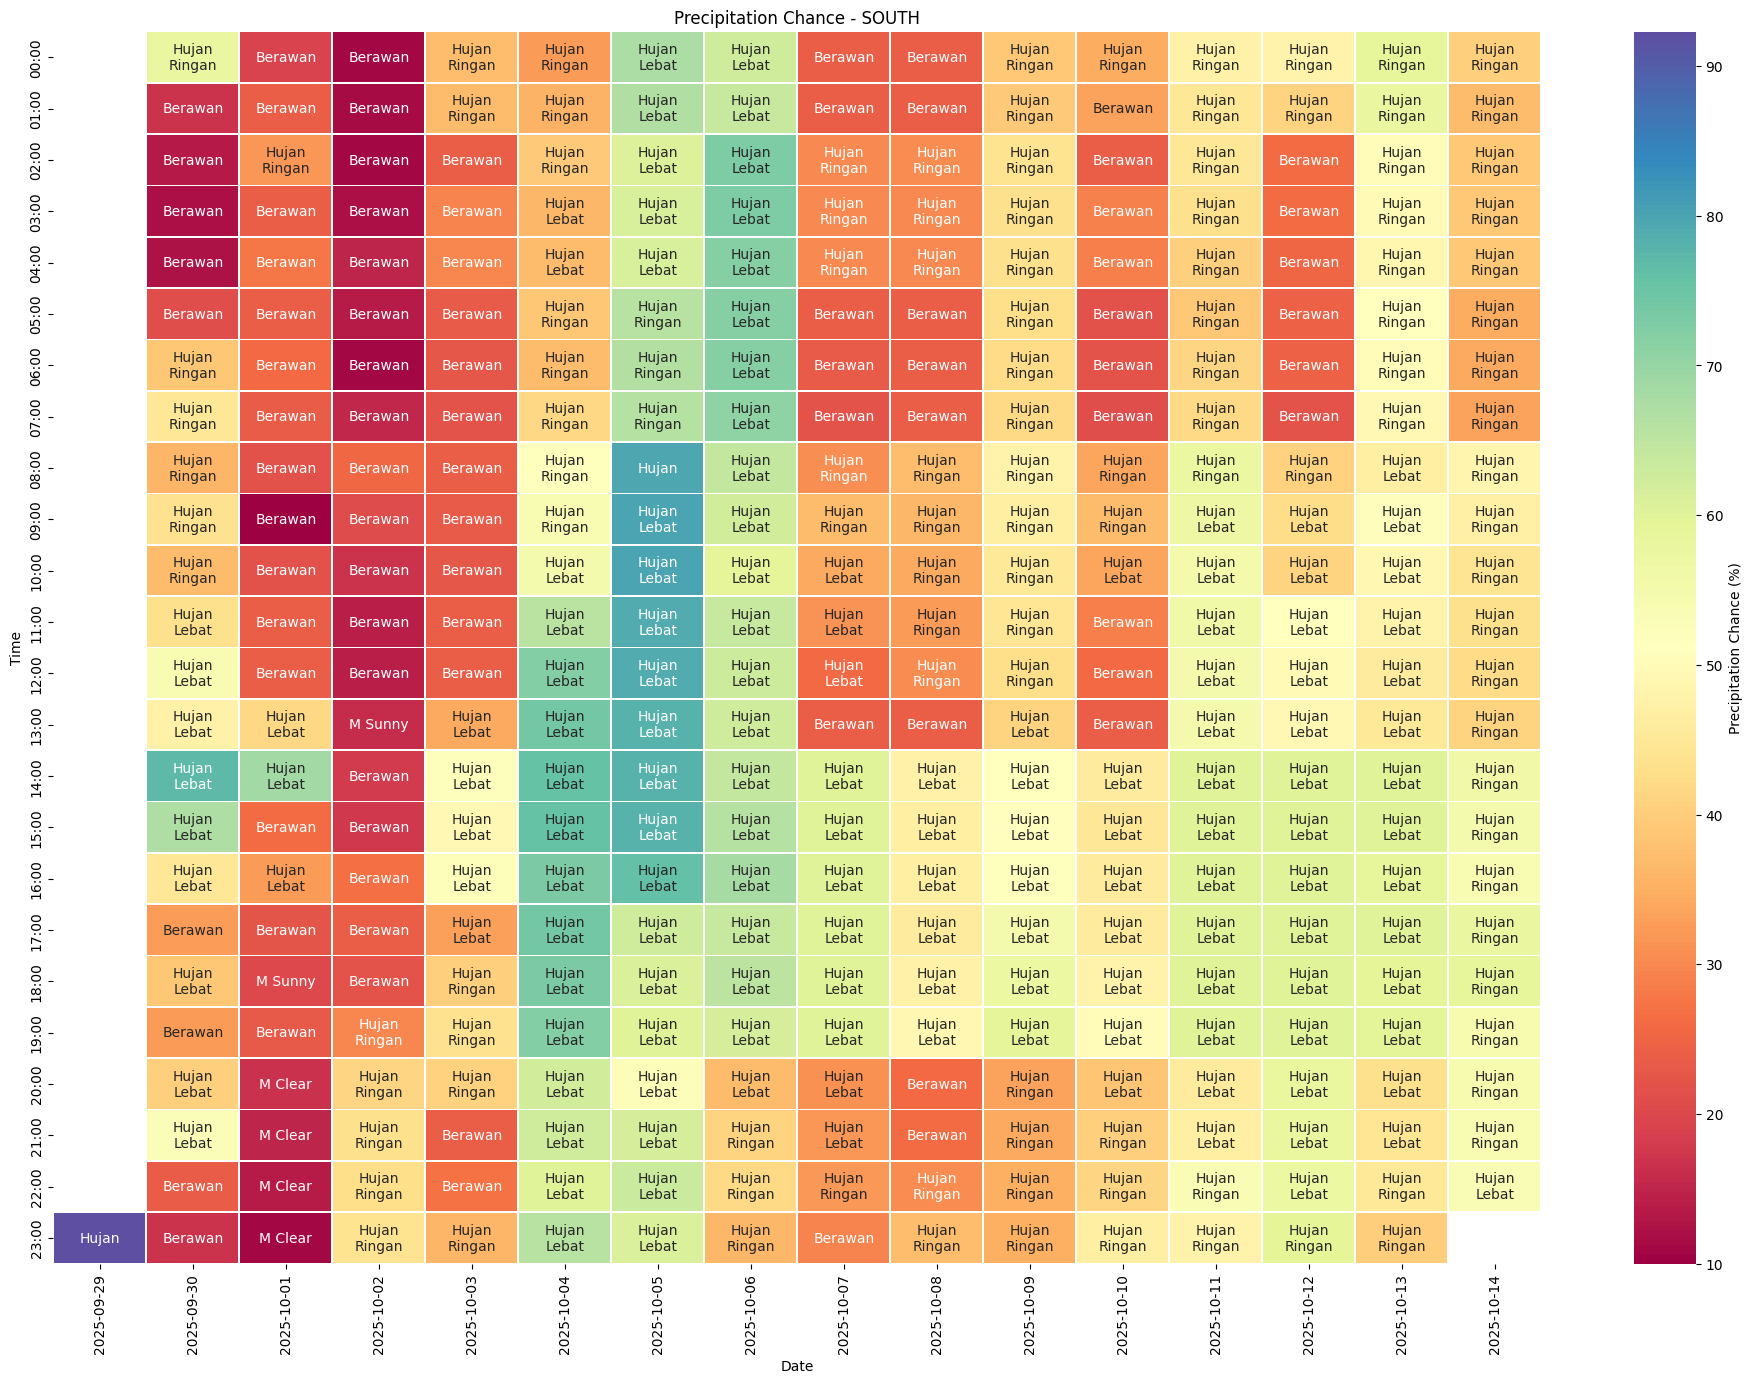 Precipitation Chance - SOUTH
00:00 Hujan Ringan Berawan Berawan Hujan Ringan Hujan Ringan Hujan Lebat Hujan Lebat Berawan Berawan Hujan Ringan Hujan Ringan Hujan Ringan Hujan Ringan Hujan Ringan Hujan Ringan
01:00 Berawan Berawan Berawan Hujan Ringan Hujan Ringan Hujan Lebat Hujan Lebat Berawan Berawan Hujan Ringan Berawan Hujan Ringan Hujan Ringan Hujan Ringan Hujan Ringan
02:00 Berawan Hujan Ringan Berawan Berawan Hujan Ringan Hujan Lebat Hujan Lebat Hujan Ringan Hujan Ringan Hujan Ringan Berawan Hujan Ringan Berawan Hujan Ringan Hujan Ringan
03:00 Berawan Berawan Berawan Berawan Hujan Lebat Hujan Lebat Hujan Lebat Hujan Ringan Hujan Ringan Hujan Ringan Berawan Hujan Ringan Berawan Hujan Ringan Hujan Ringan
04:00 Berawan Berawan Berawan Berawan Hujan Lebat Hujan Lebat Hujan Lebat Hujan Ringan Hujan Ringan Hujan Ringan Berawan Hujan Ringan Berawan Hujan Ringan Hujan Ringan
05:00 Berawan Berawan Berawan Berawan Hujan Ringan Hujan Ringan Hujan Lebat Berawan Berawan Hujan Ringan Berawan Hujan Ringan Berawan Hujan Ringan Hujan Ringan
06:00 Hujan Ringan Berawan Berawan Berawan Hujan Ringan Hujan Ringan Hujan Lebat Berawan Berawan Hujan Ringan Berawan Hujan Ringan Berawan Hujan Ringan Hujan Ringan
07:00 Hujan Ringan Berawan Berawan Berawan Hujan Ringan Hujan Ringan Hujan Lebat Berawan Berawan Hujan Ringan Berawan Hujan Ringan Berawan Hujan Ringan Hujan Ringan
08:00 Hujan Ringan Berawan Berawan Berawan Hujan Ringan Hujan Hujan Lebat Hujan Ringan Hujan Ringan Hujan Ringan Hujan Ringan Hujan Ringan Hujan Ringan Hujan Lebat Hujan Ringan
09:00 Hujan Ringan Berawan Berawan Berawan Hujan Ringan Hujan Lebat Hujan Lebat Hujan Ringan Hujan Ringan Hujan Ringan Hujan Ringan Hujan Lebat Hujan Lebat Hujan Lebat Hujan Ringan
10:00 Hujan Ringan Berawan Berawan Berawan Hujan Lebat Hujan Lebat Hujan Lebat Hujan Lebat Hujan Ringan Hujan Ringan Hujan Lebat Hujan Lebat Hujan Lebat Hujan Lebat Hujan Ringan
11:00 Hujan Lebat Berawan Berawan Berawan Hujan Lebat Hujan Lebat Hujan Lebat Hujan Lebat Hujan Ringan Hujan Ringan Berawan Hujan Lebat Hujan Lebat Hujan Lebat Hujan Ringan
12:00 Hujan Lebat Berawan Berawan Berawan Hujan Lebat Hujan Lebat Hujan Lebat Hujan Lebat Hujan Ringan Hujan Ringan Berawan Hujan Lebat Hujan Lebat Hujan Lebat Hujan Ringan
13:00 Hujan Lebat Hujan Lebat M Sunny Hujan Lebat Hujan Lebat Hujan Lebat Hujan Lebat Berawan Berawan Hujan Lebat Berawan Hujan Lebat Hujan Lebat Hujan Lebat Hujan Ringan
14:00 Hujan Lebat Hujan Lebat Berawan Hujan Lebat Hujan Lebat Hujan Lebat Hujan Lebat Hujan Lebat Hujan Lebat Hujan Lebat Hujan Lebat Hujan Lebat Hujan Lebat Hujan Lebat Hujan Ringan
15:00 Hujan Lebat Berawan Berawan Hujan Lebat Hujan Lebat Hujan Lebat Hujan Lebat Hujan Lebat Hujan Lebat Hujan Lebat Hujan Lebat Hujan Lebat Hujan Lebat Hujan Lebat Hujan Ringan
16:00 Hujan Lebat Hujan Lebat Berawan Hujan Lebat Hujan Lebat Hujan Lebat Hujan Lebat Hujan Lebat Hujan Lebat Hujan Lebat Hujan Lebat Hujan Lebat Hujan Lebat Hujan Lebat Hujan Ringan
17:00 Berawan Berawan Berawan Hujan Lebat Hujan Lebat Hujan Lebat Hujan Lebat Hujan Lebat Hujan Lebat Hujan Lebat Hujan Lebat Hujan Lebat Hujan Lebat Hujan Lebat Hujan Ringan
18:00 Hujan Lebat M Sunny Berawan Hujan Ringan Hujan Lebat Hujan Lebat Hujan Lebat Hujan Lebat Hujan Lebat Hujan Lebat Hujan Lebat Hujan Lebat Hujan Lebat Hujan Lebat Hujan Ringan
19:00 Berawan Berawan Hujan Ringan Hujan Ringan Hujan Lebat Hujan Lebat Hujan Lebat Hujan Lebat Hujan Lebat Hujan Lebat Hujan Lebat Hujan Lebat Hujan Lebat Hujan Lebat Hujan Ringan
20:00 Hujan Lebat M Clear Hujan Ringan Hujan Ringan Hujan Lebat Hujan Lebat Hujan Lebat Hujan Lebat Berawan Hujan Ringan Hujan Lebat Hujan Lebat Hujan Lebat Hujan Lebat Hujan Ringan
21:00 Hujan Lebat M Clear Hujan Ringan Berawan Hujan Lebat Hujan Lebat Hujan Ringan Hujan Lebat Berawan Hujan Ringan Hujan Ringan Hujan Lebat Hujan Lebat Hujan Lebat Hujan Ringan
22:00 Berawan M Clear Hujan Ringan Berawan Hujan Lebat Hujan Lebat Hujan Ringan Hujan Ringan Hujan Ringan Hujan Ringan Hujan Ringan Hujan Ringan Hujan Lebat Hujan Ringan Hujan Lebat
23:00 Hujan Berawan M Clear Hujan Ringan Hujan Ringan Hujan Lebat Hujan Lebat Hujan Ringan Berawan Hujan Ringan Hujan Ringan Hujan Ringan Hujan Ringan Hujan Ringan Hujan Ringan
Time
2025-09-29 2025-09-30 2025-10-01 2025-10-02 2025-10-03 2025-10-04 2025-10-05 2025-10-06 2025-10-07 2025-10-08 2025-10-09 2025-10-10 2025-10-11 2025-10-12 2025-10-13 2025-10-14
Date
90
80
70
60
50
40
30
20
10
Precipitation Chance (%)